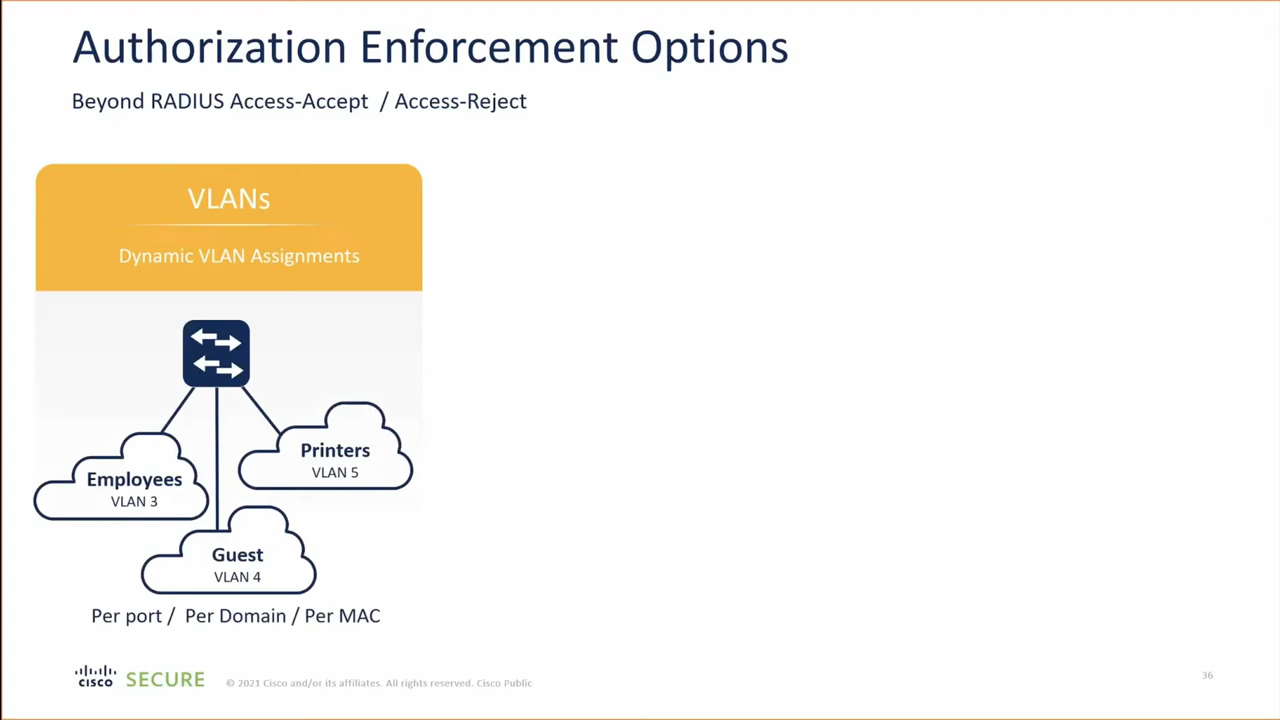 Authorization Enforcement Options
Beyond RADIUS Access-Accept / Access-Reject
VLANs
Dynamic VLAN Assignments
Printers
VLAN 5
Employees
VLAN 3
Guest
VLAN 4
Per port / Per Domain / Per MAC
CISCO SECURE © 2021 Cisco and/or its affiliates. All rights reserved. Cisco Public
36